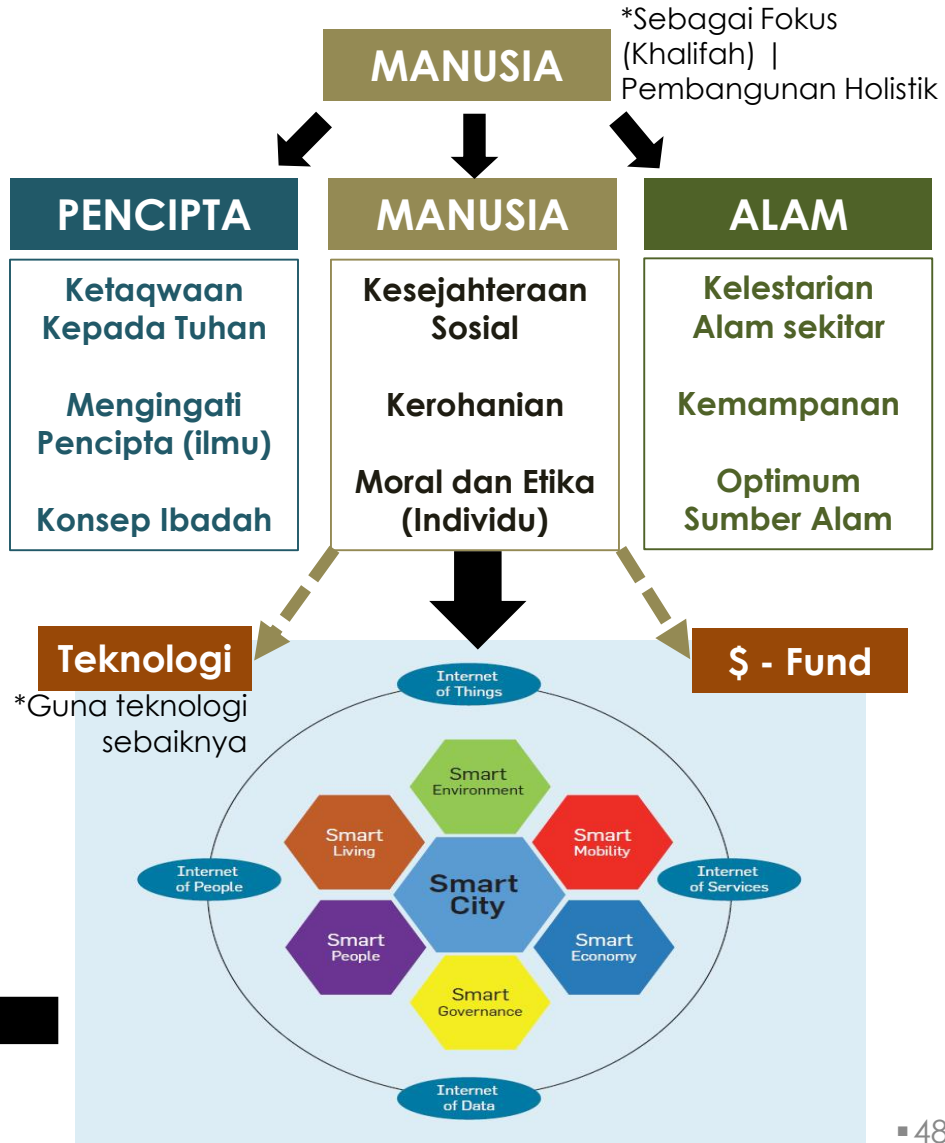 MANUSIA
*Sebagai Fokus
(Khalifah) |
Pembangunan Holistik
PENCIPTA
Ketaqwaan
Kepada Tuhan
Mengingati
Pencipta (ilmu)
Konsep Ibadah
MANUSIA
Kesejahteraan
Sosial
Kerohanian
Moral dan Etika
(Individu)
ALAM
Kelestarian
Alam sekitar
Kemampanan
Optimum
Sumber Alam
Teknologi
*Guna teknologi
sebaiknya
$ - Fund
Internet
of Things
Smart
Environment
Smart
Living
Smart
Mobility
Internet
of People
Smart
City
Internet
of Services
Smart
People
Smart
Economy
Smart
Governance
Internet
of Data
48